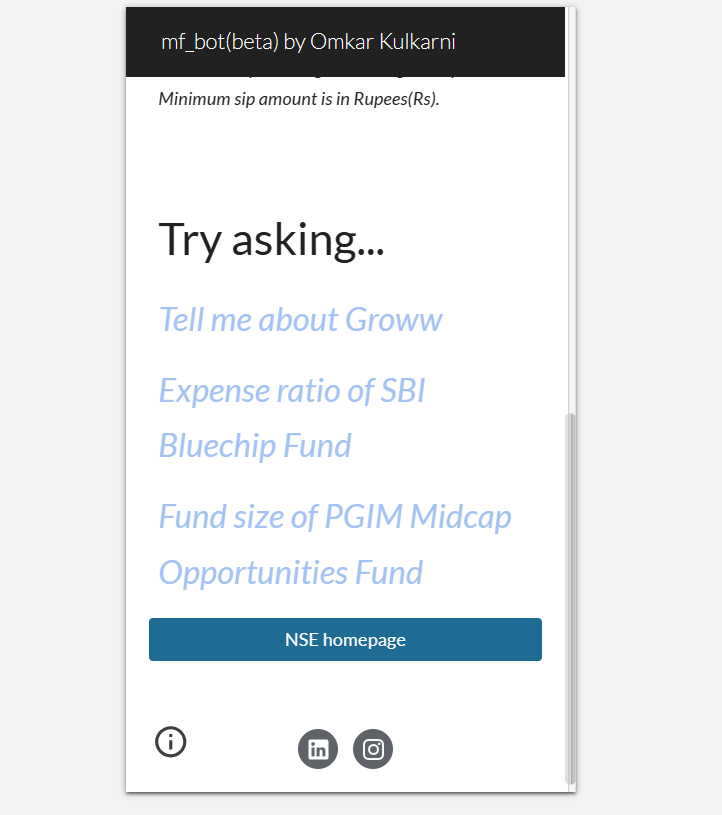 mf_bot(beta) by Omkar Kulkarni
Minimum sip amount is in Rupees(Rs).
Try asking...
Tell me about Groww
Expense ratio of SBI
Bluechip Fund
Fund size of PGIM Midcap
Opportunities Fund
NSE homepage